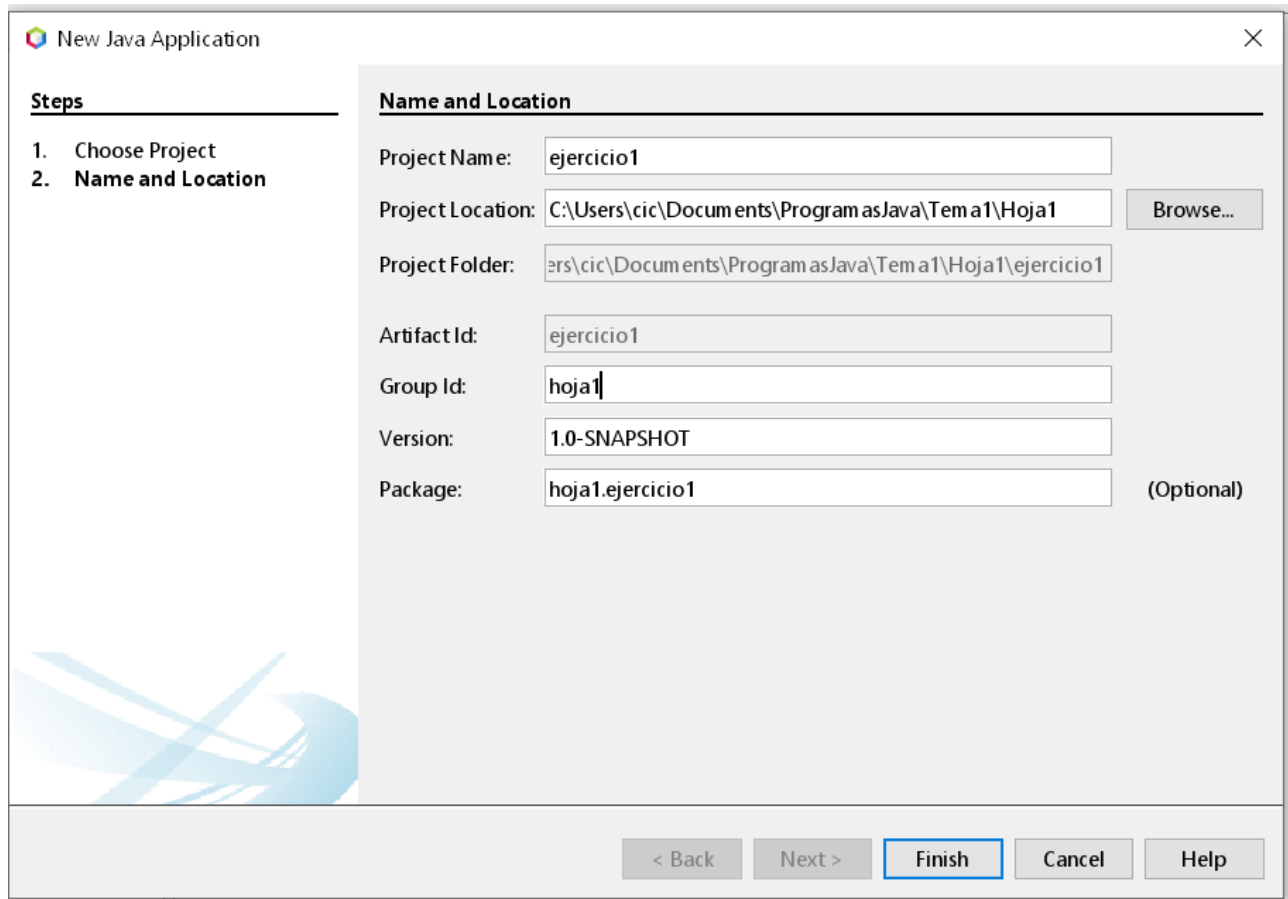 New Java Application
Steps
1. Choose Project
2. Name and Location
Name and Location
Project Name: ejercicio1
Project Location: C:\Users\cic\Documents\ProgramasJava\Tema1\Hoja1 Browse...
Project Folder: ers\cic\Documents\ProgramasJava\Tema1\Hoja1\ejercicio1
Artifact Id: ejercicio1
Group Id: hoja1
Version: 1.0-SNAPSHOT
Package: hoja1.ejercicio1 (Optional)
< Back Next > Finish Cancel Help